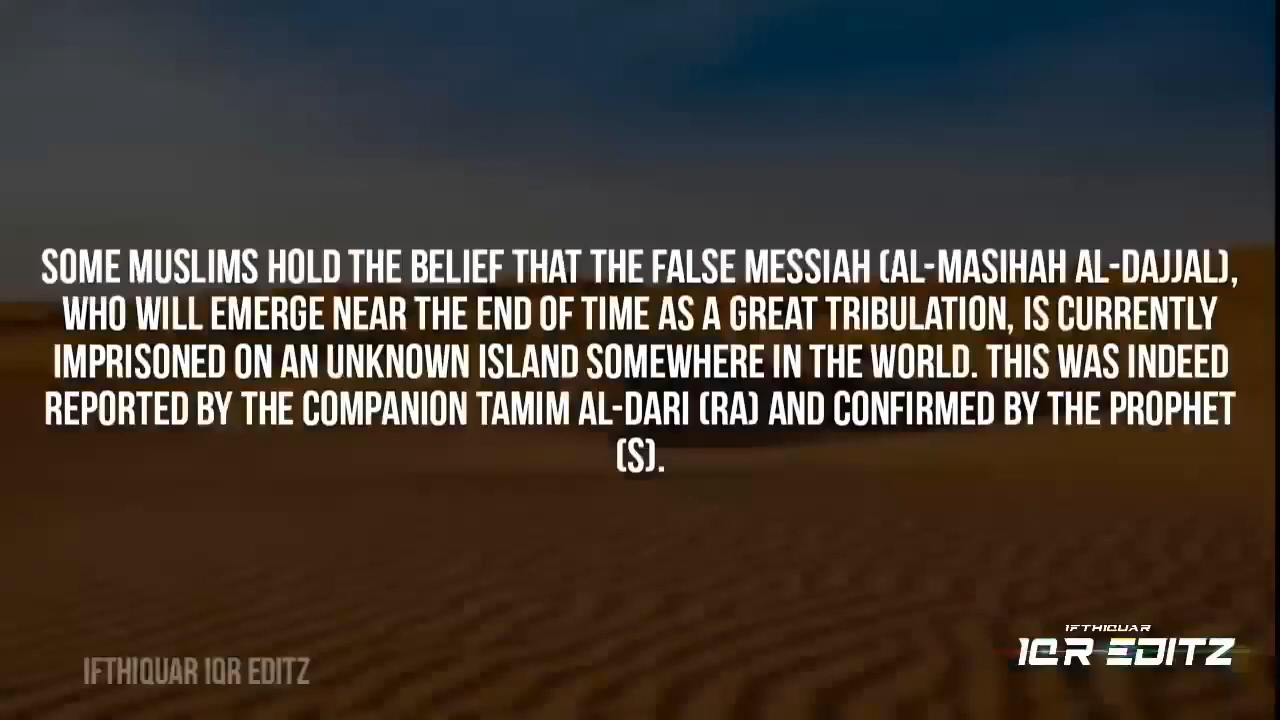 SOME MUSLIMS HOLD THE BELIEF THAT THE FALSE MESSIAH (AL-MASIHAH AL-DAJJAL),
WHO WILL EMERGE NEAR THE END OF TIME AS A GREAT TRIBULATION, IS CURRENTLY
IMPRISONED ON AN UNKNOWN ISLAND SOMEWHERE IN THE WORLD. THIS WAS INDEED
REPORTED BY THE COMPANION TAMIM AL-DARI (RA) AND CONFIRMED BY THE PROPHET
(S).
IFTHIQUAR
IQR EDITZ
IFTHIQUAR IQR EDITZ